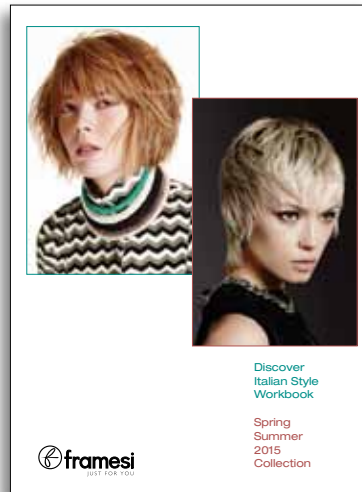 Discover
Italian Style
Workbook
Spring
Summer
2015
Collection
framesi
JUST FOR YOU